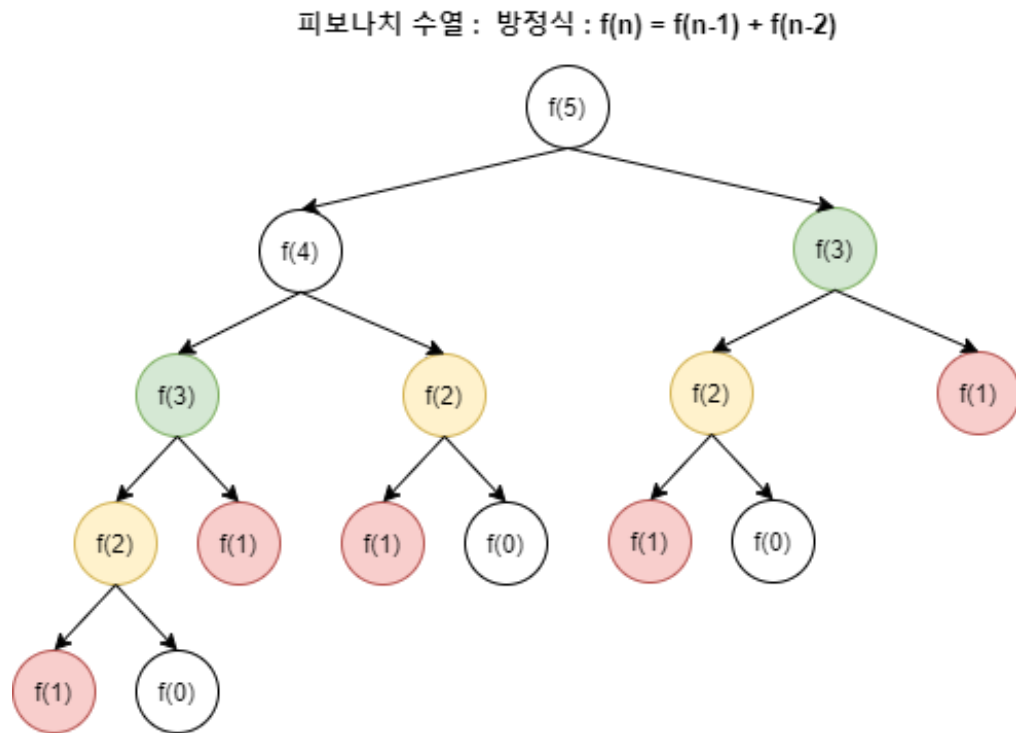 피보나치 수열 : 방정식 : f(n) = f(n-1) + f(n-2)
f(5)
f(4)
f(3)
f(3)
f(2)
f(2)
f(1)
f(2)
f(1)
f(1)
f(0)
f(1)
f(0)
f(1)
f(0)